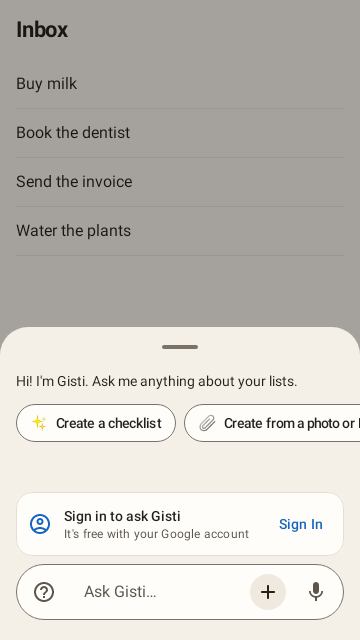 Inbox
Buy milk
Book the dentist
Send the invoice
Water the plants
Hi! I'm Gisti. Ask me anything about your lists.
Create a checklist
Create from a photo or
Sign in to ask Gisti
It's free with your Google account
Sign In
Ask Gisti…